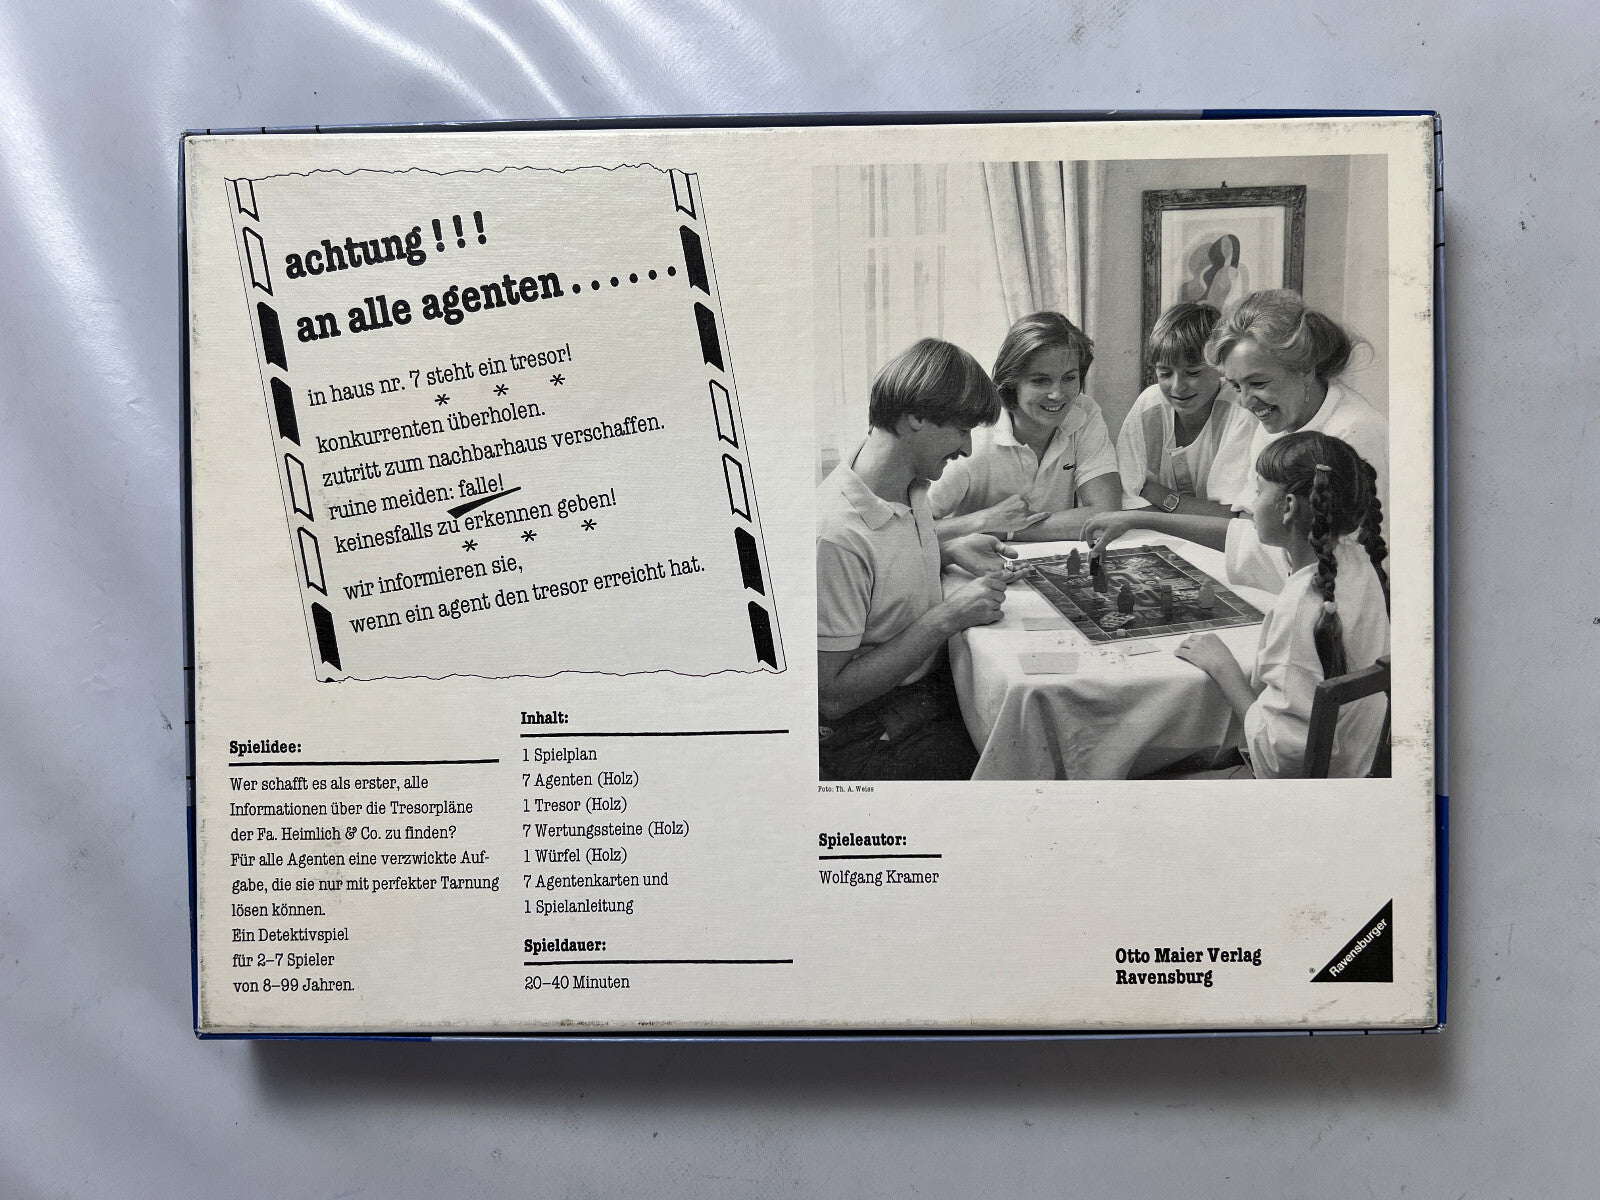 achtung!!!
an alle agenten......
in haus nr. 7 steht ein tresor!
* * *
konkurrenten überholen.
zutritt zum nachbarhaus verschaffen.
ruine meiden: falle!
keinesfalls zu erkennen geben!
* * *
wir informieren sie,
wenn ein agent den tresor erreicht hat.
Spielidee:
Wer schafft es als erster, alle
Informationen über die Tresorpläne
der Fa. Heimlich & Co. zu finden?
Für alle Agenten eine verzwickte Auf-
gabe, die sie nur mit perfekter Tarnung
lösen können.
Ein Detektivspiel
für 2–7 Spieler
von 8–99 Jahren.
Inhalt:
1 Spielplan
7 Agenten (Holz)
1 Tresor (Holz)
7 Wertungssteine (Holz)
1 Würfel (Holz)
7 Agentenkarten und
1 Spielanleitung
Spieldauer:
20–40 Minuten
Foto: Th. A. Weiss
Spieleautor:
Wolfgang Kramer
Otto Maier Verlag
Ravensburg
® Ravensburger